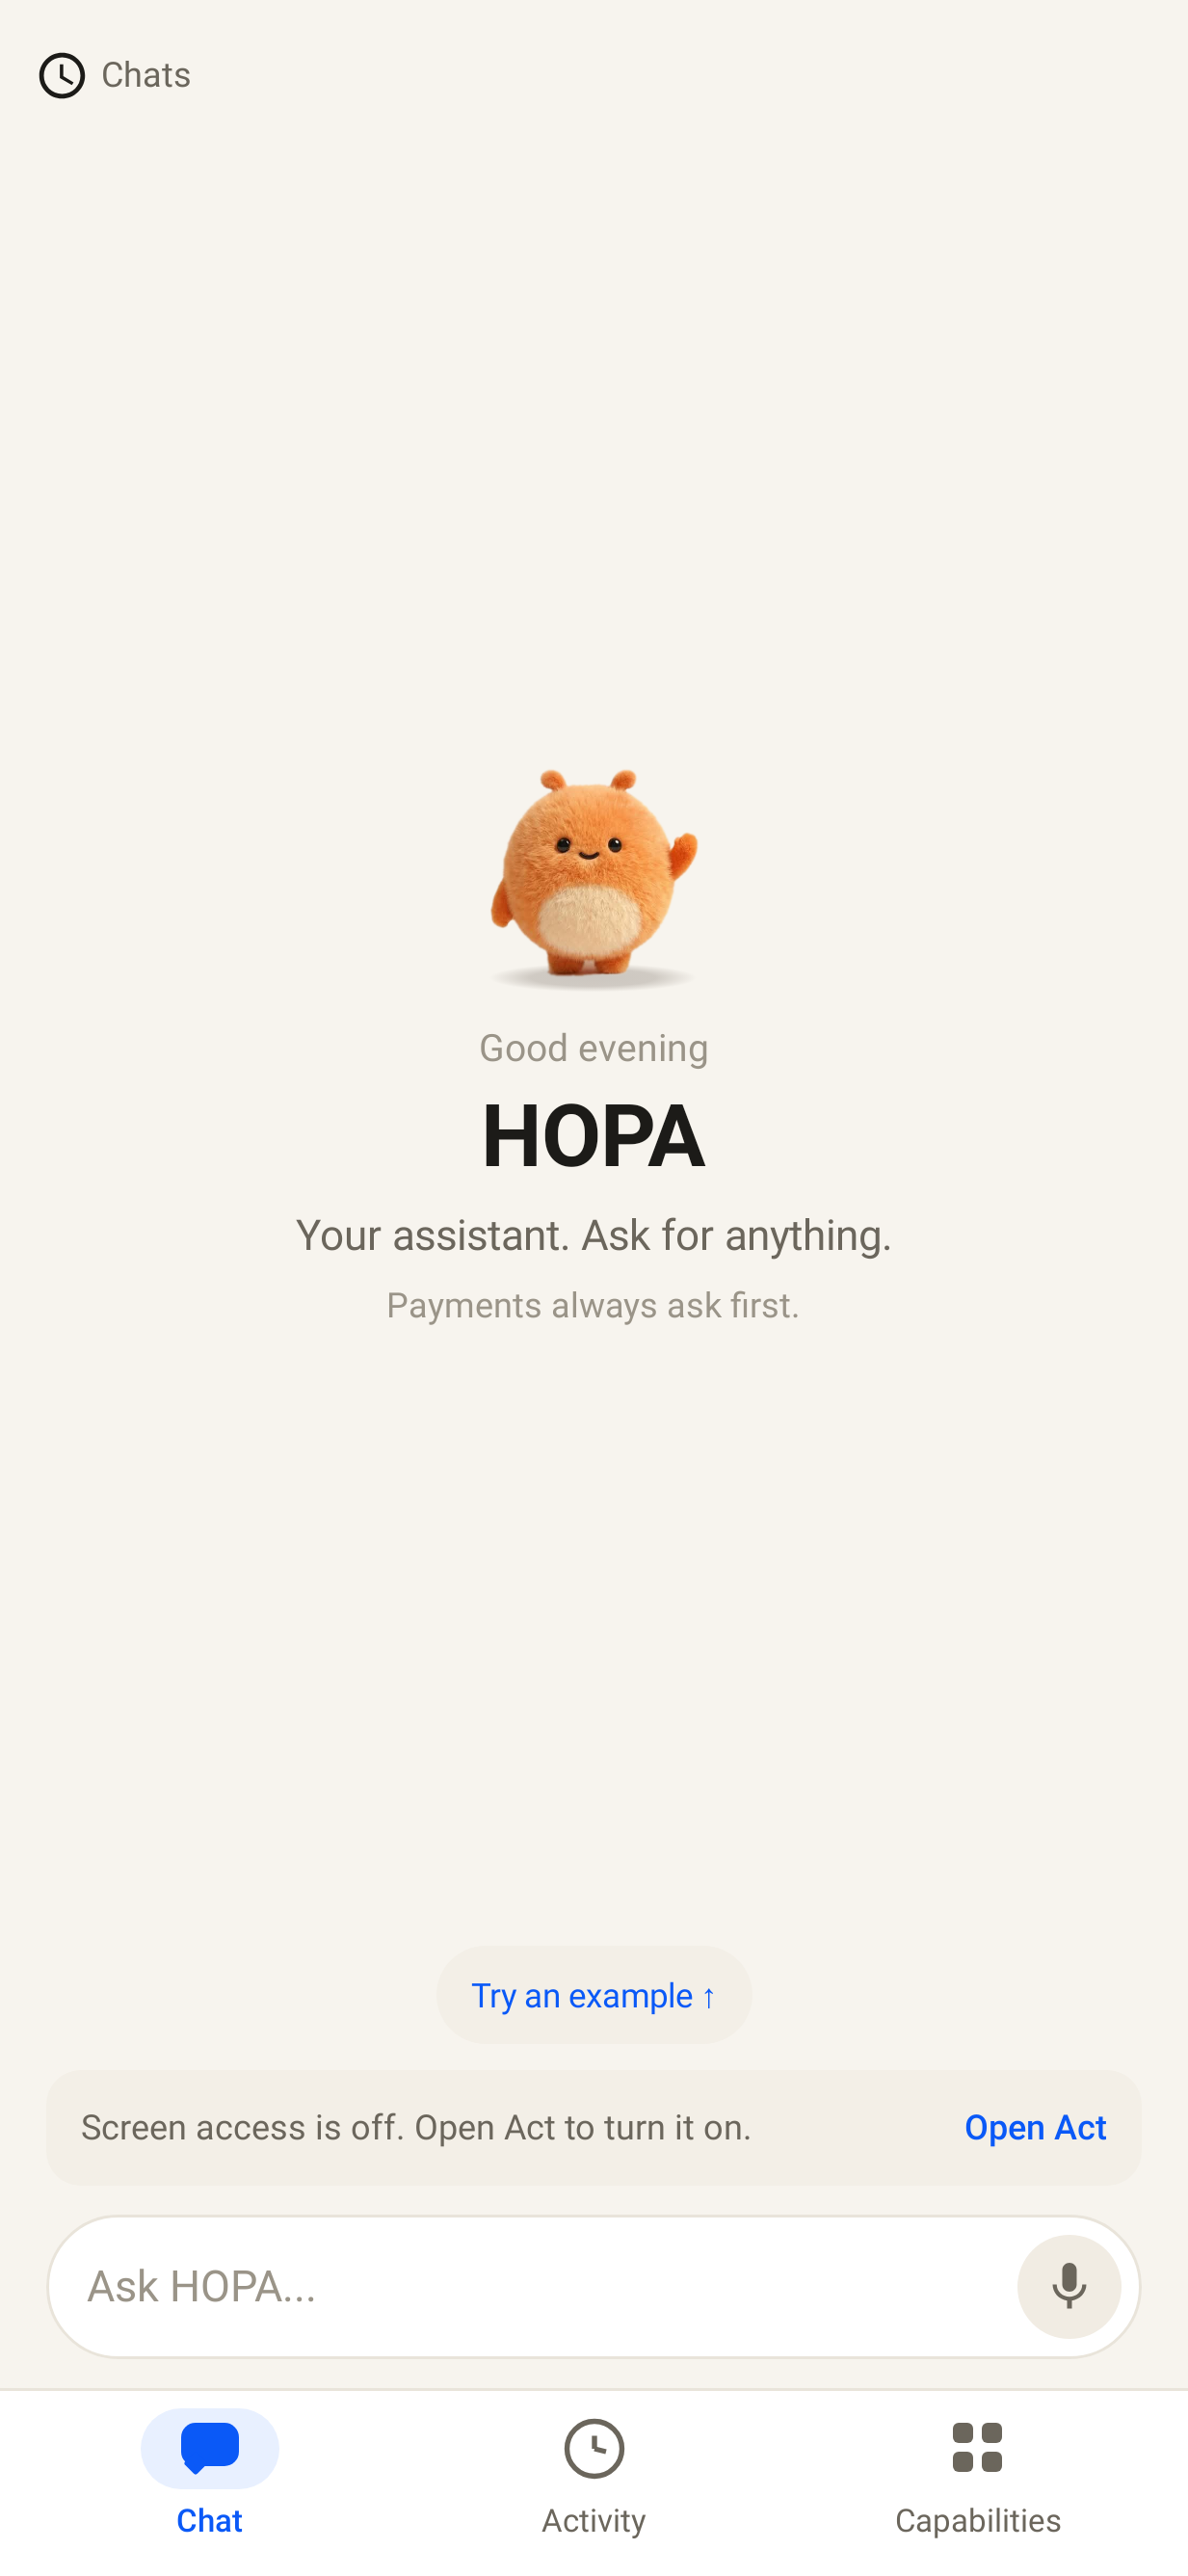 Chats
Good evening
HOPA
Your assistant. Ask for anything.
Payments always ask first.
Try an example ↑
Screen access is off. Open Act to turn it on. Open Act
Ask HOPA...
Chat Activity Capabilities